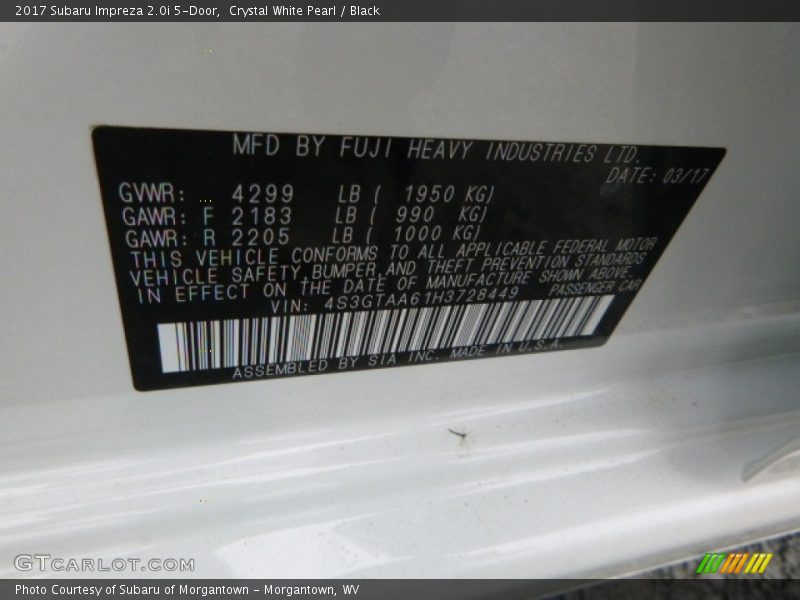 2017 Subaru Impreza 2.0i 5-Door,  Crystal White Pearl / Black
MFD BY FUJI HEAVY INDUSTRIES LTD.
DATE: 03/17
GVWR: 4299 LB ( 1950 KG)
GAWR: F 2183 LB ( 990 KG)
GAWR: R 2205 LB ( 1000 KG)
THIS VEHICLE CONFORMS TO ALL APPLICABLE FEDERAL MOTOR
VEHICLE SAFETY,BUMPER,AND THEFT PREVENTION STANDARDS
IN EFFECT ON THE DATE OF MANUFACTURE SHOWN ABOVE.
VIN: 4S3GTAA61H3728449 PASSENGER CAR
ASSEMBLED BY SIA INC. MADE IN U.S.A.
GTCARLOT.COM
Photo Courtesy of Subaru of Morgantown - Morgantown, WV